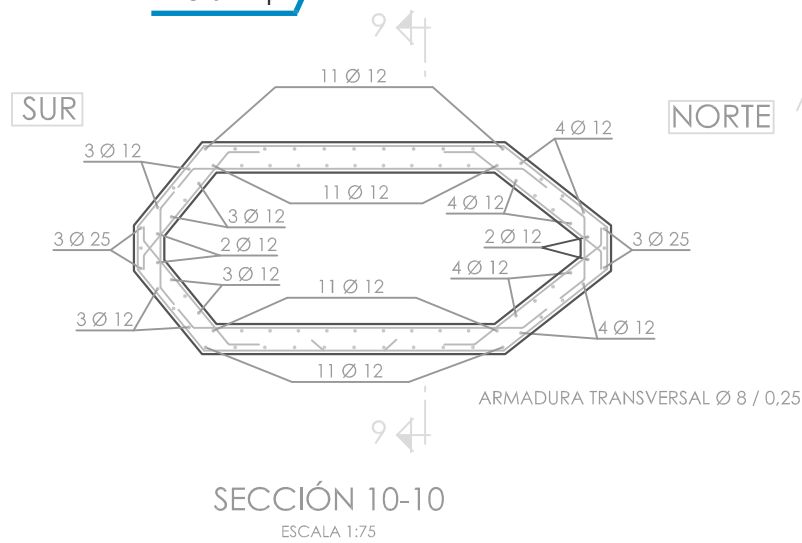 9
11 Ø 12
SUR
NORTE
4 Ø 12
3 Ø 12
11 Ø 12
4 Ø 12
3 Ø 12
3 Ø 25
2 Ø 12
2 Ø 12
3 Ø 25
3 Ø 12
4 Ø 12
11 Ø 12
3 Ø 12
4 Ø 12
11 Ø 12
ARMADURA TRANSVERSAL Ø 8 / 0,25
9
SECCIÓN 10-10
ESCALA 1:75